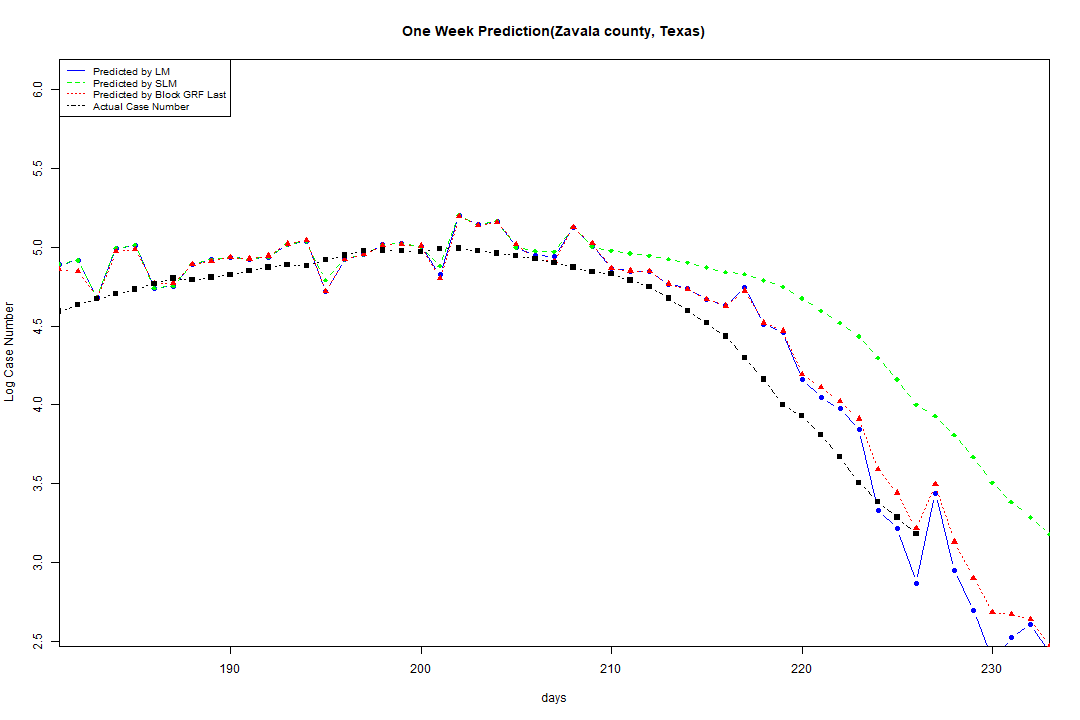 One Week Prediction(Zavala county, Texas)
Predicted by LM
Predicted by SLM
Predicted by Block GRF Last
Actual Case Number
Log Case Number
6.0
5.5
5.0
4.5
4.0
3.5
3.0
2.5
190 200 210 220 230
days